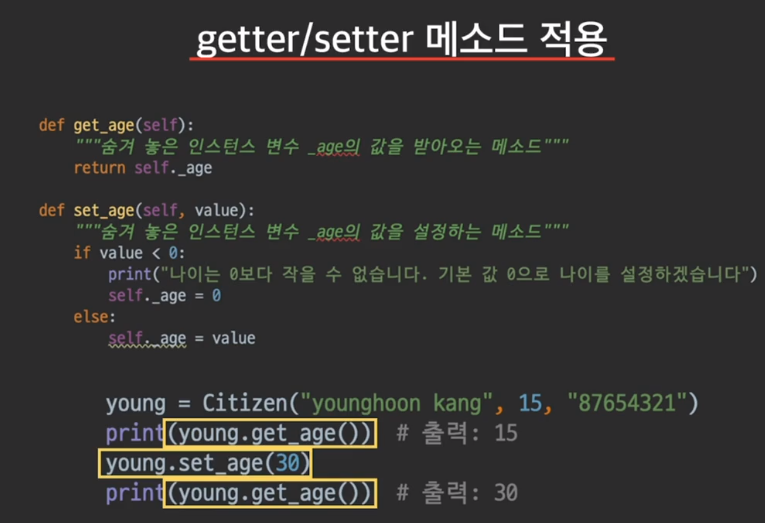 getter/setter 메소드 적용
def get_age(self):
"""숨겨 놓은 인스턴스 변수 _age의 값을 받아오는 메소드"""
return self._age
def set_age(self, value):
"""숨겨 놓은 인스턴스 변수 _age의 값을 설정하는 메소드"""
if value < 0:
print("나이는 0보다 작을 수 없습니다. 기본 값 0으로 나이를 설정하겠습니다")
self._age = 0
else:
self._age = value
young = Citizen("younghoon kang", 15, "87654321")
print(young.get_age()) # 출력: 15
young.set_age(30)
print(young.get_age()) # 출력: 30